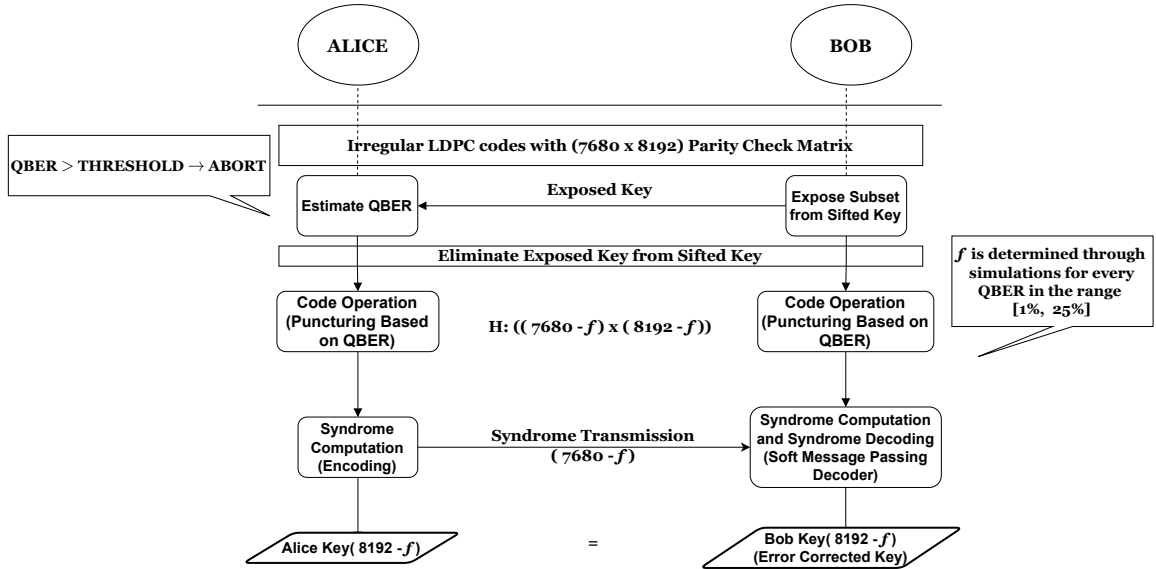 ALICE
BOB
Irregular LDPC codes with (7680 x 8192) Parity Check Matrix
QBER > THRESHOLD → ABORT
Exposed Key
Estimate QBER
Expose Subset
from Sifted Key
Eliminate Exposed Key from Sifted Key
f is determined through
simulations for every
QBER in the range
[1%, 25%]
Code Operation
(Puncturing Based
on QBER)
H: (( 7680 - f) x ( 8192 - f))
Code Operation
(Puncturing Based on
QBER)
Syndrome
Computation
(Encoding)
Syndrome Transmission
( 7680 - f)
Syndrome Computation
and Syndrome Decoding
(Soft Message Passing
Decoder)
Alice Key( 8192 - f)
=
Bob Key( 8192 - f)
(Error Corrected Key)